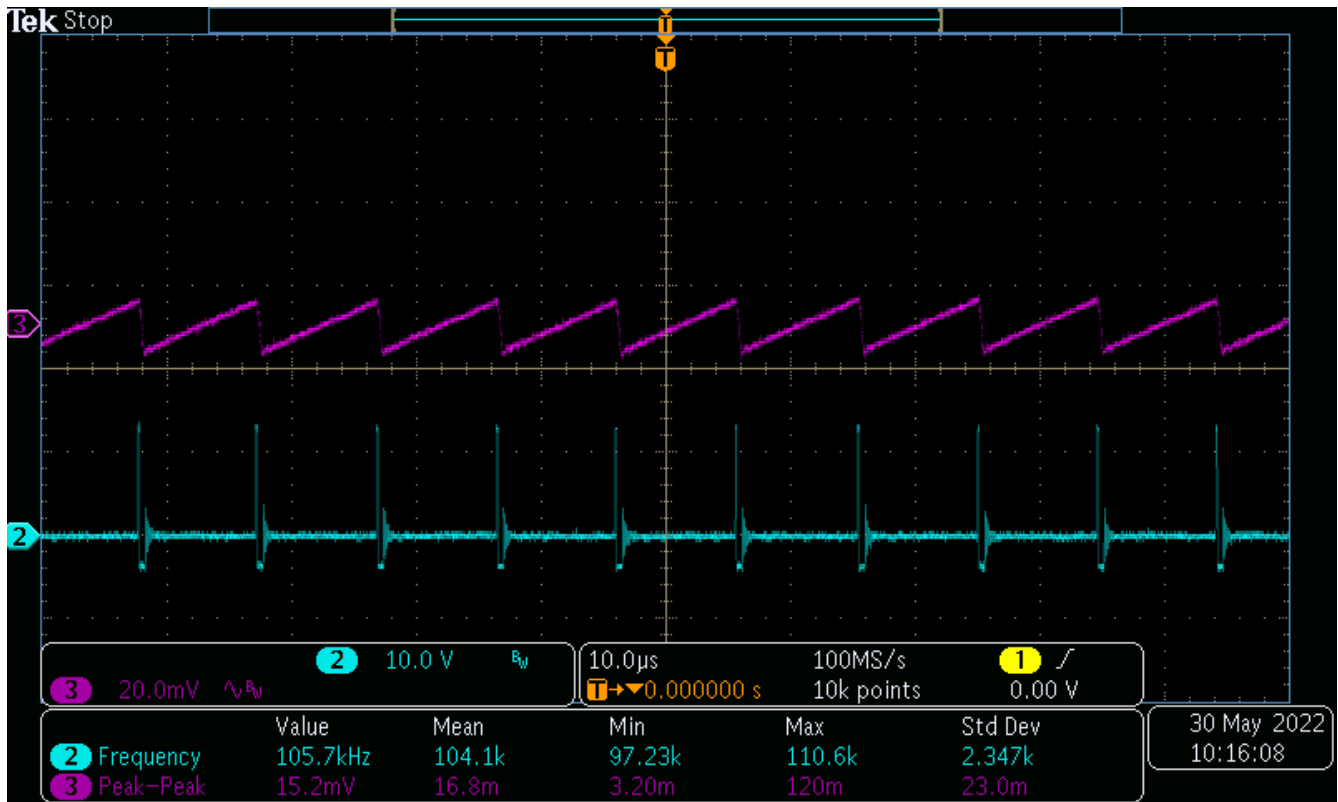 Tek Stop
T
T
3
2
2 10.0 V BW
3 20.0mV BW
10.0µs 100MS/s 1
T 0.000000 s 10k points 0.00 V
Value Mean Min Max Std Dev
2 Frequency 105.7kHz 104.1k 97.23k 110.6k 2.347k
3 Peak-Peak 15.2mV 16.8m 3.20m 120m 23.0m
30 May 2022
10:16:08